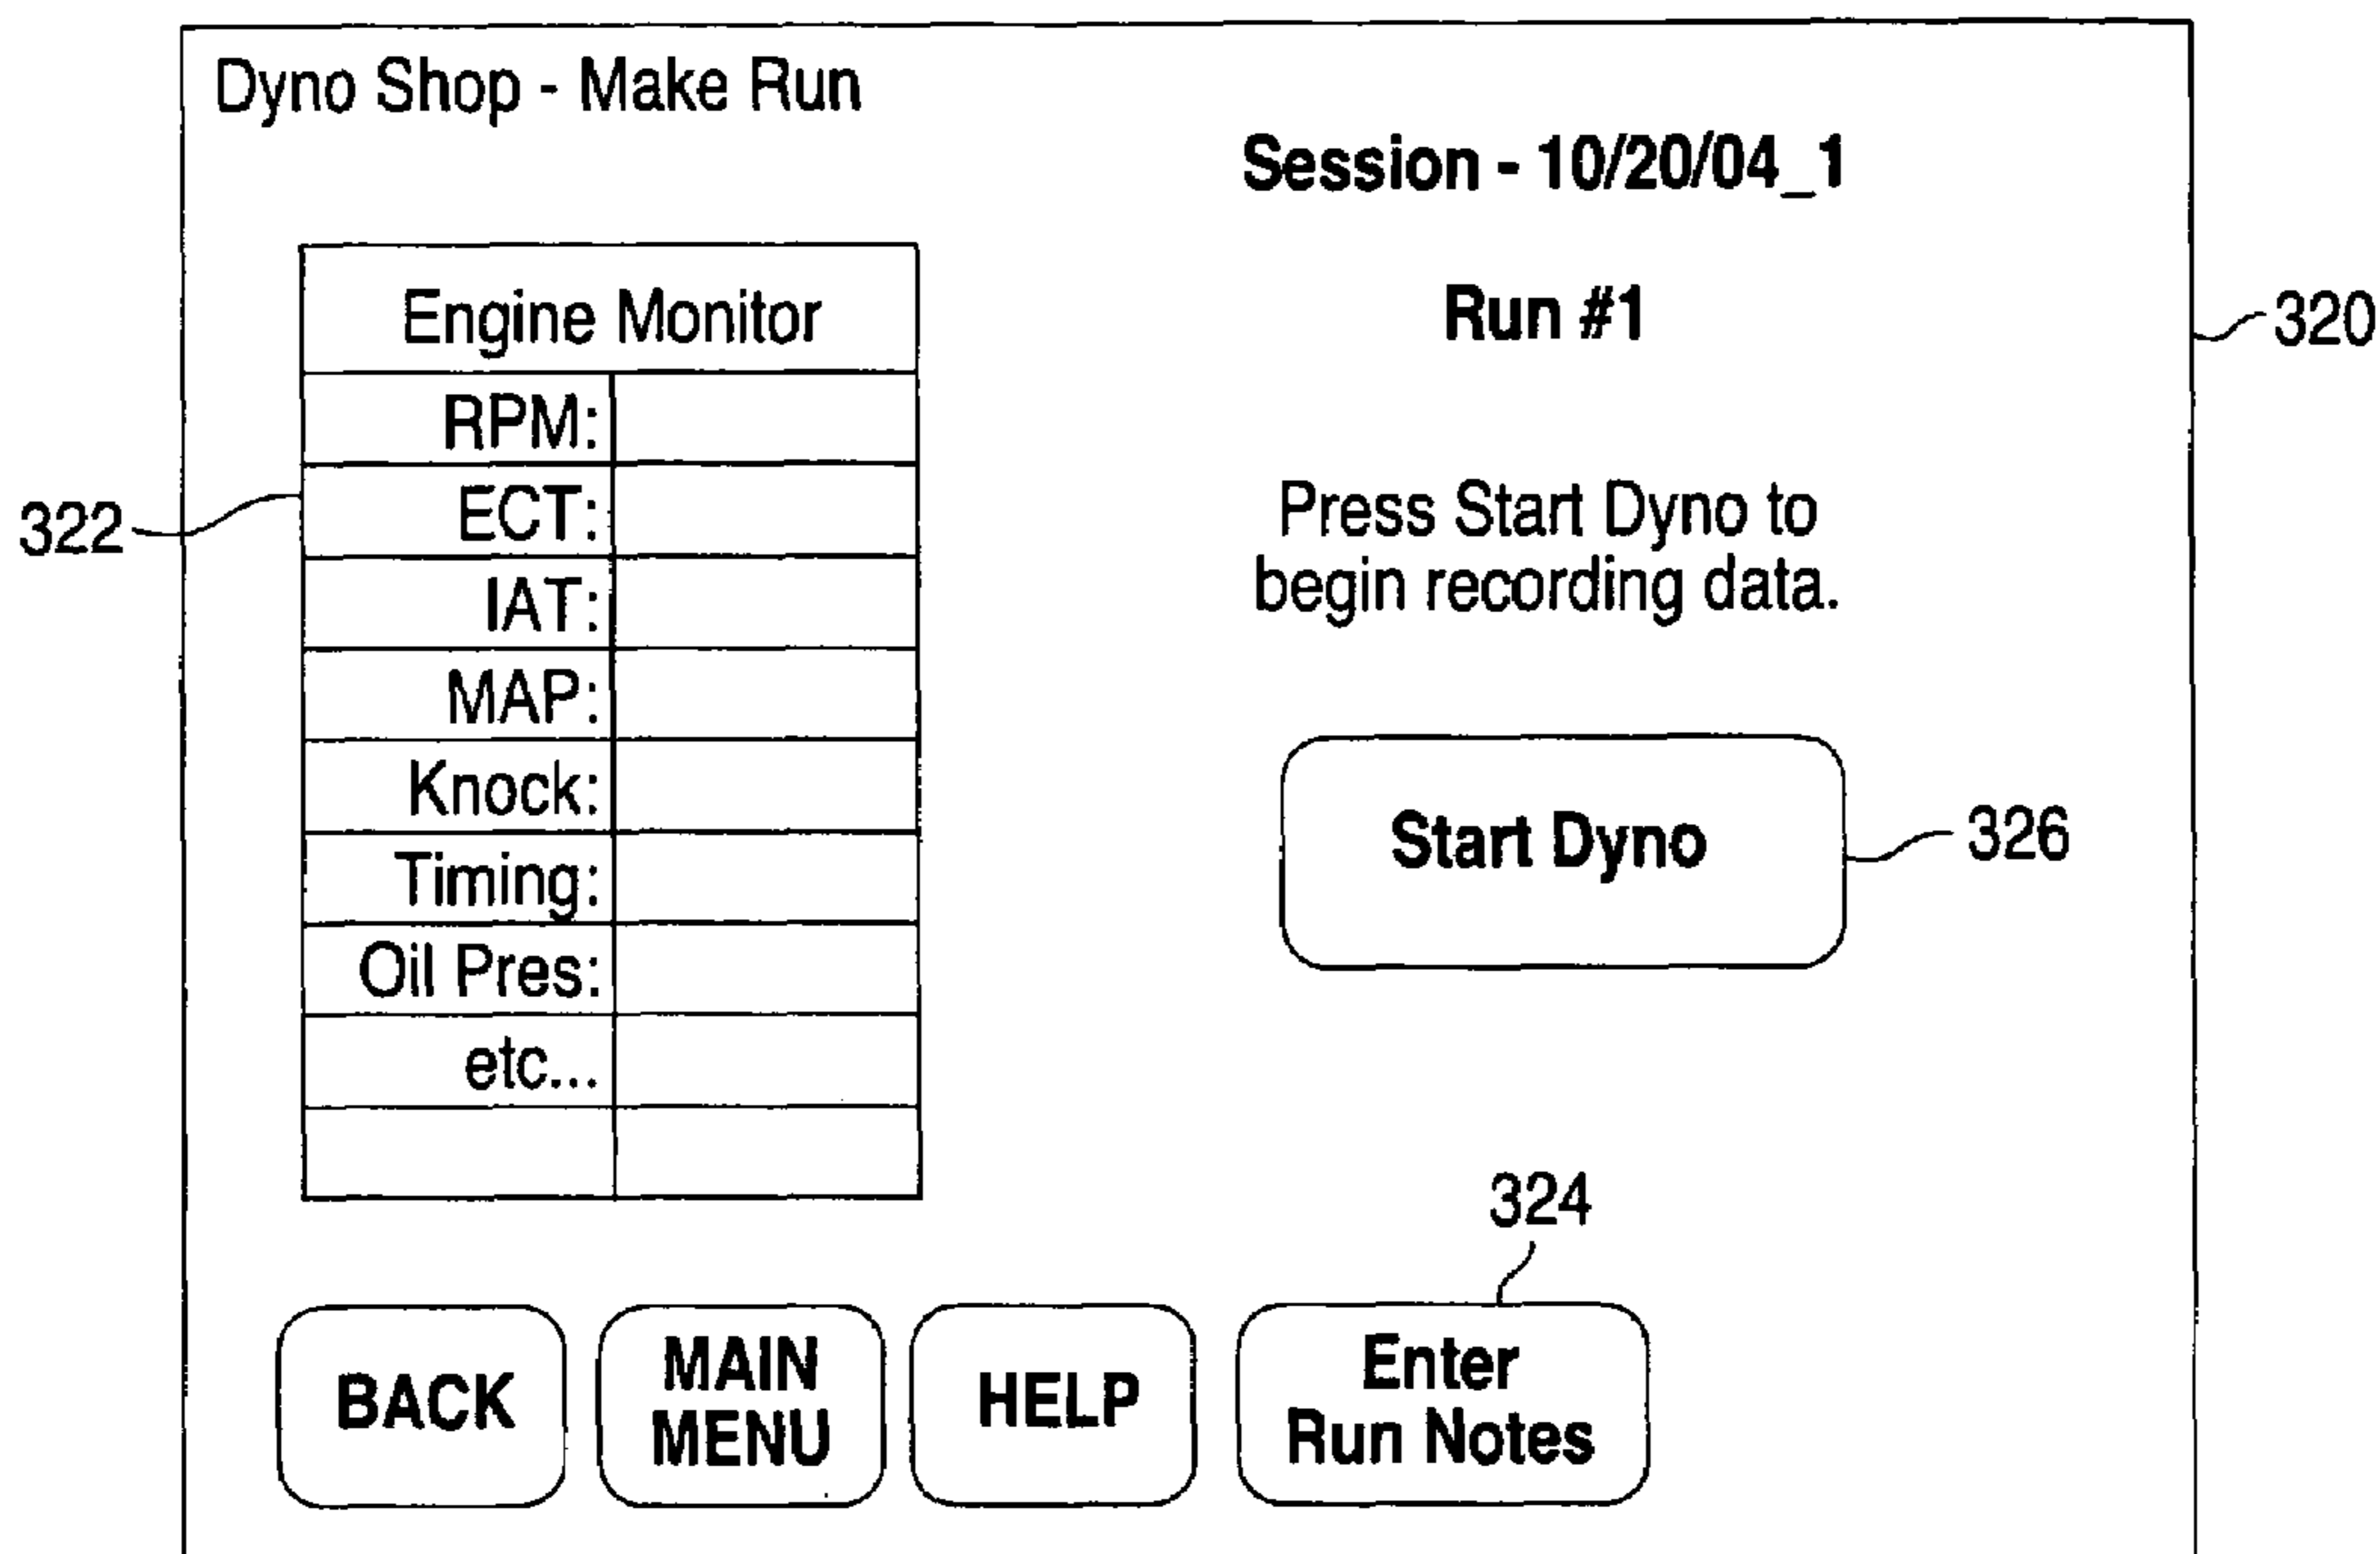 Dyno Shop - Make Run
Session - 10/20/04_1
Engine Monitor
RPM:
ECT:
IAT:
MAP:
Knock:
Timing:
Oil Pres:
etc...
Run #1
Press Start Dyno to
begin recording data.
Start Dyno
320
322
326
324
BACK
MAIN
MENU
HELP
Enter
Run Notes